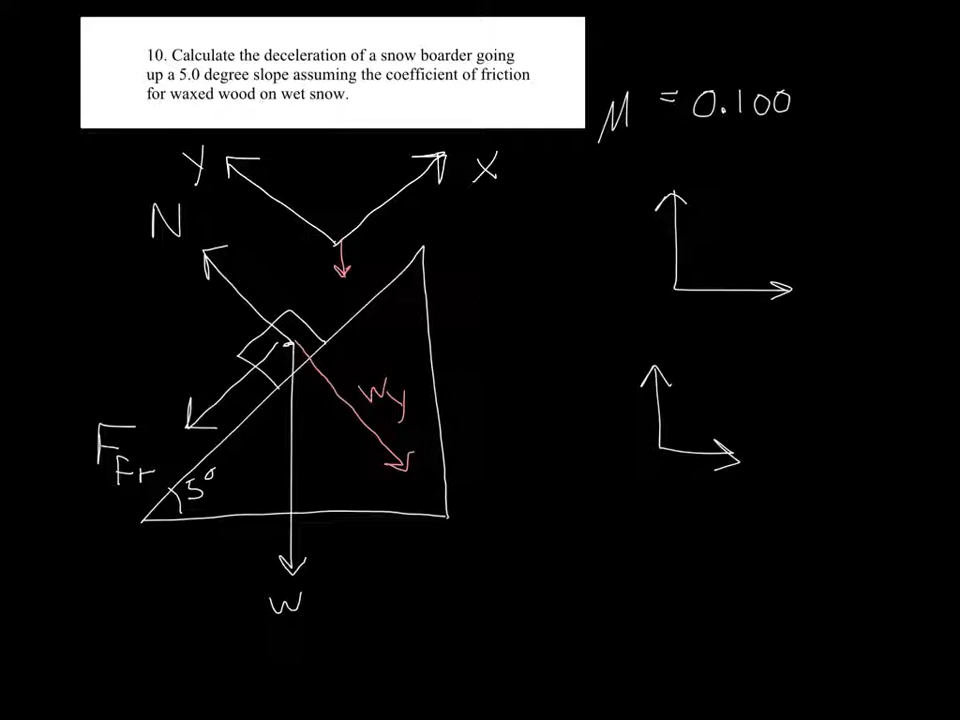 10. Calculate the deceleration of a snow boarder going
up a 5.0 degree slope assuming the coefficient of friction
for waxed wood on wet snow.
μ = 0.100
y
x
N
Wy
FFr
5°
W